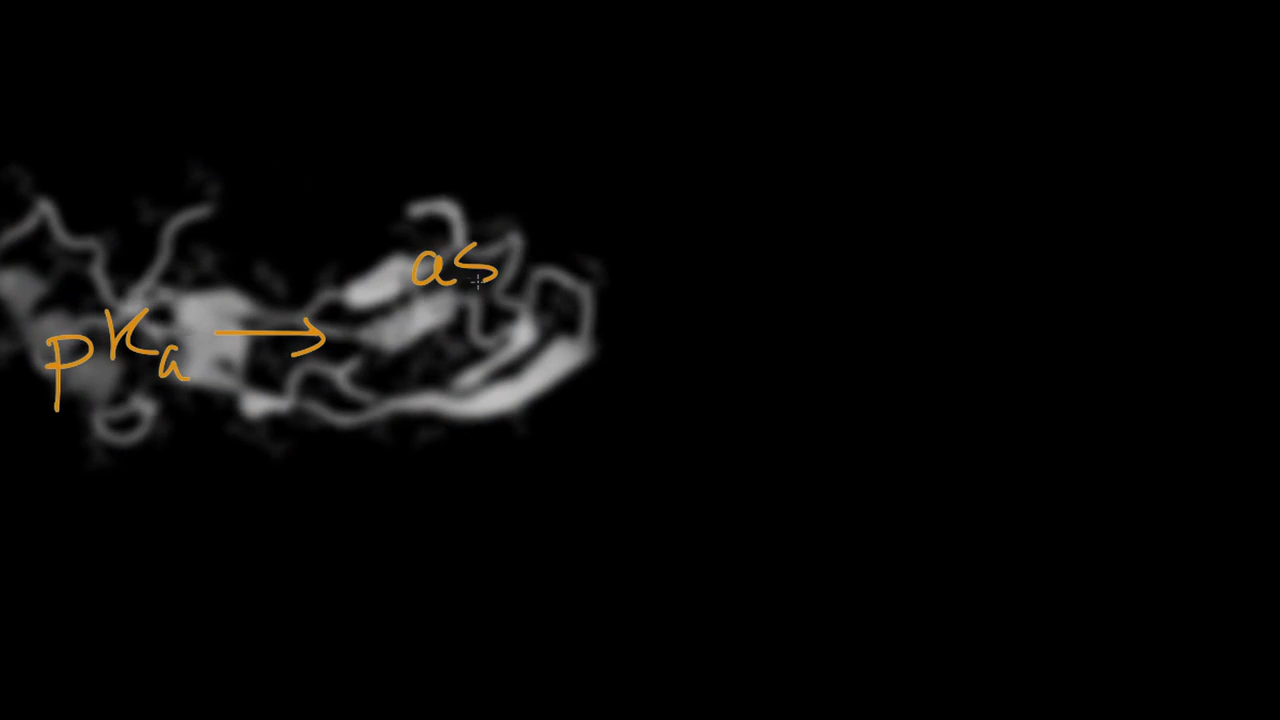 pKa → as